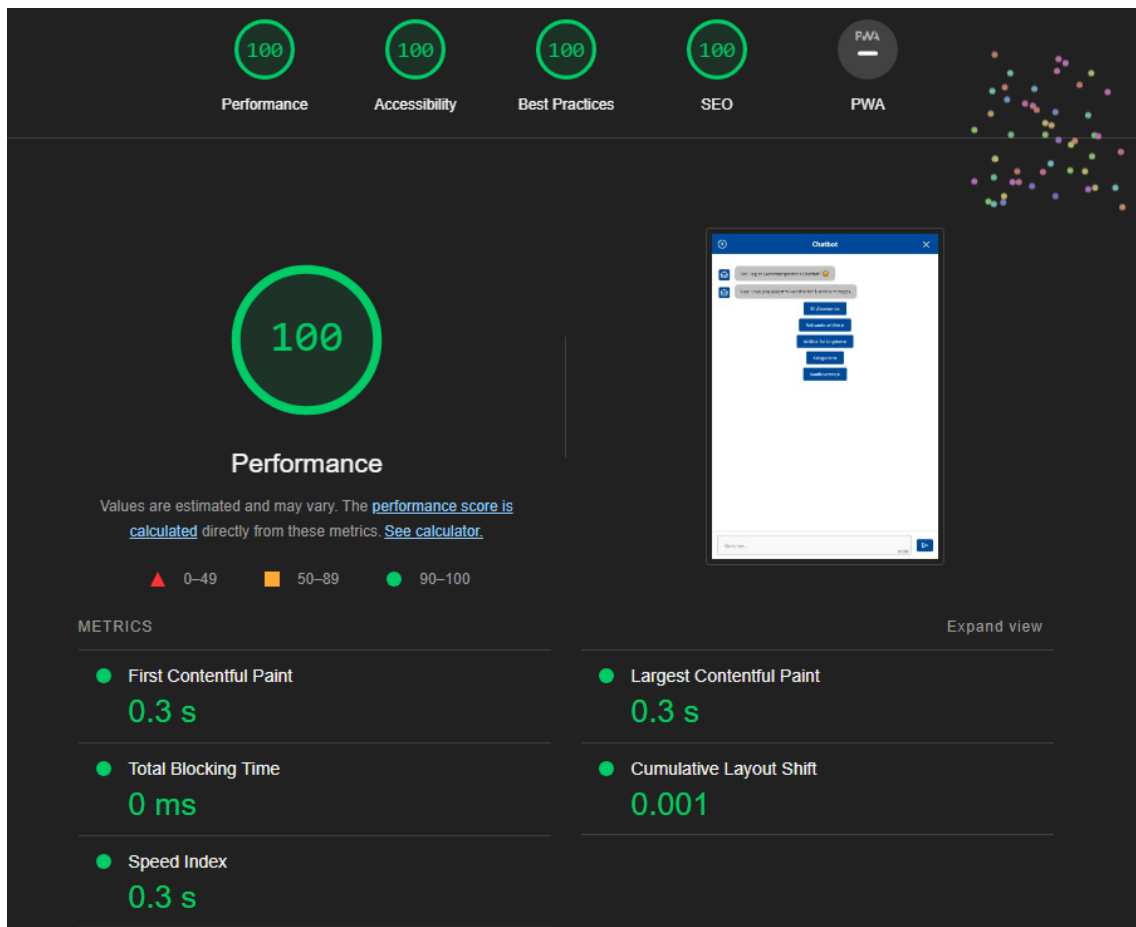 100 100 100 100 PWA
Performance Accessibility Best Practices SEO PWA
100
Performance
Values are estimated and may vary. The performance score is
calculated directly from these metrics. See calculator.
0–49 50–89 90–100
Chatbot
METRICS Expand view
First Contentful Paint
0.3 s
Largest Contentful Paint
0.3 s
Total Blocking Time
0 ms
Cumulative Layout Shift
0.001
Speed Index
0.3 s